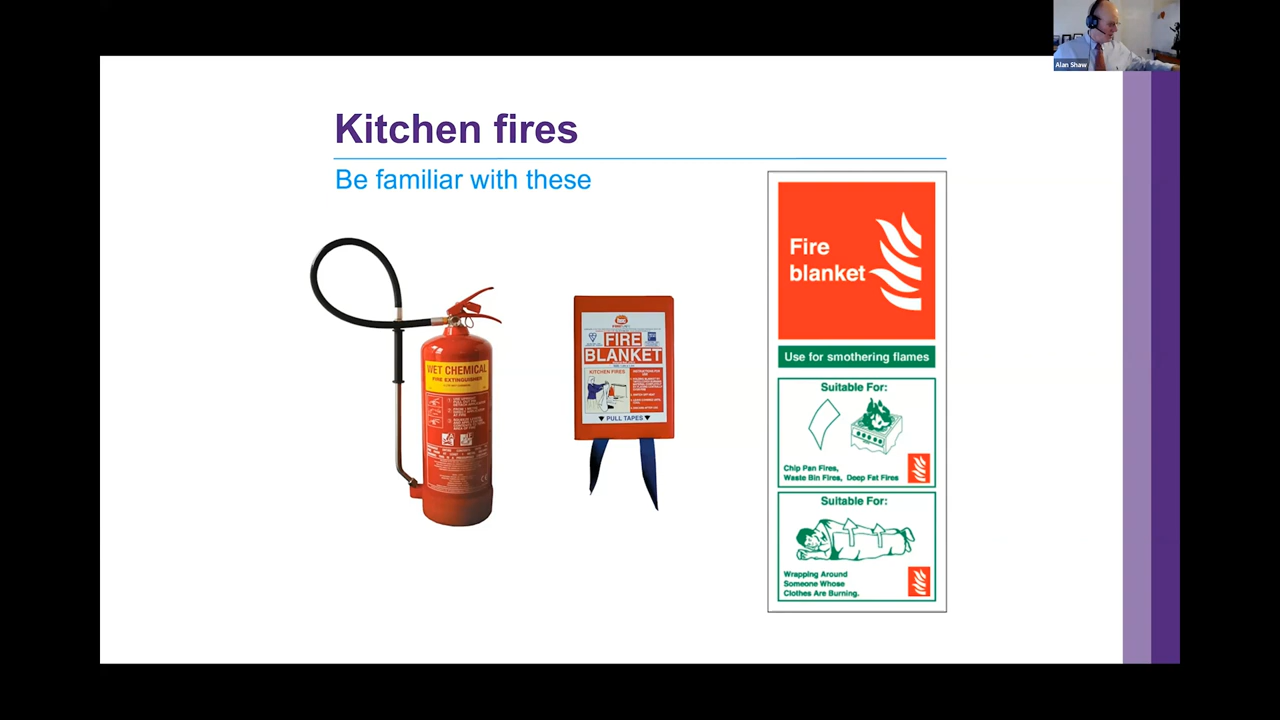 Alan Shaw
Kitchen fires
Be familiar with these
WET CHEMICAL
FIRE EXTINGUISHER
FIRE
BLANKET
KITCHEN FIRES
PULL TAPES
Fire
blanket
Use for smothering flames
Suitable For:
Chip Pan Fires,
Waste Bin Fires, Deep Fat Fires
Suitable For:
Wrapping Around
Someone Whose
Clothes Are Burning.